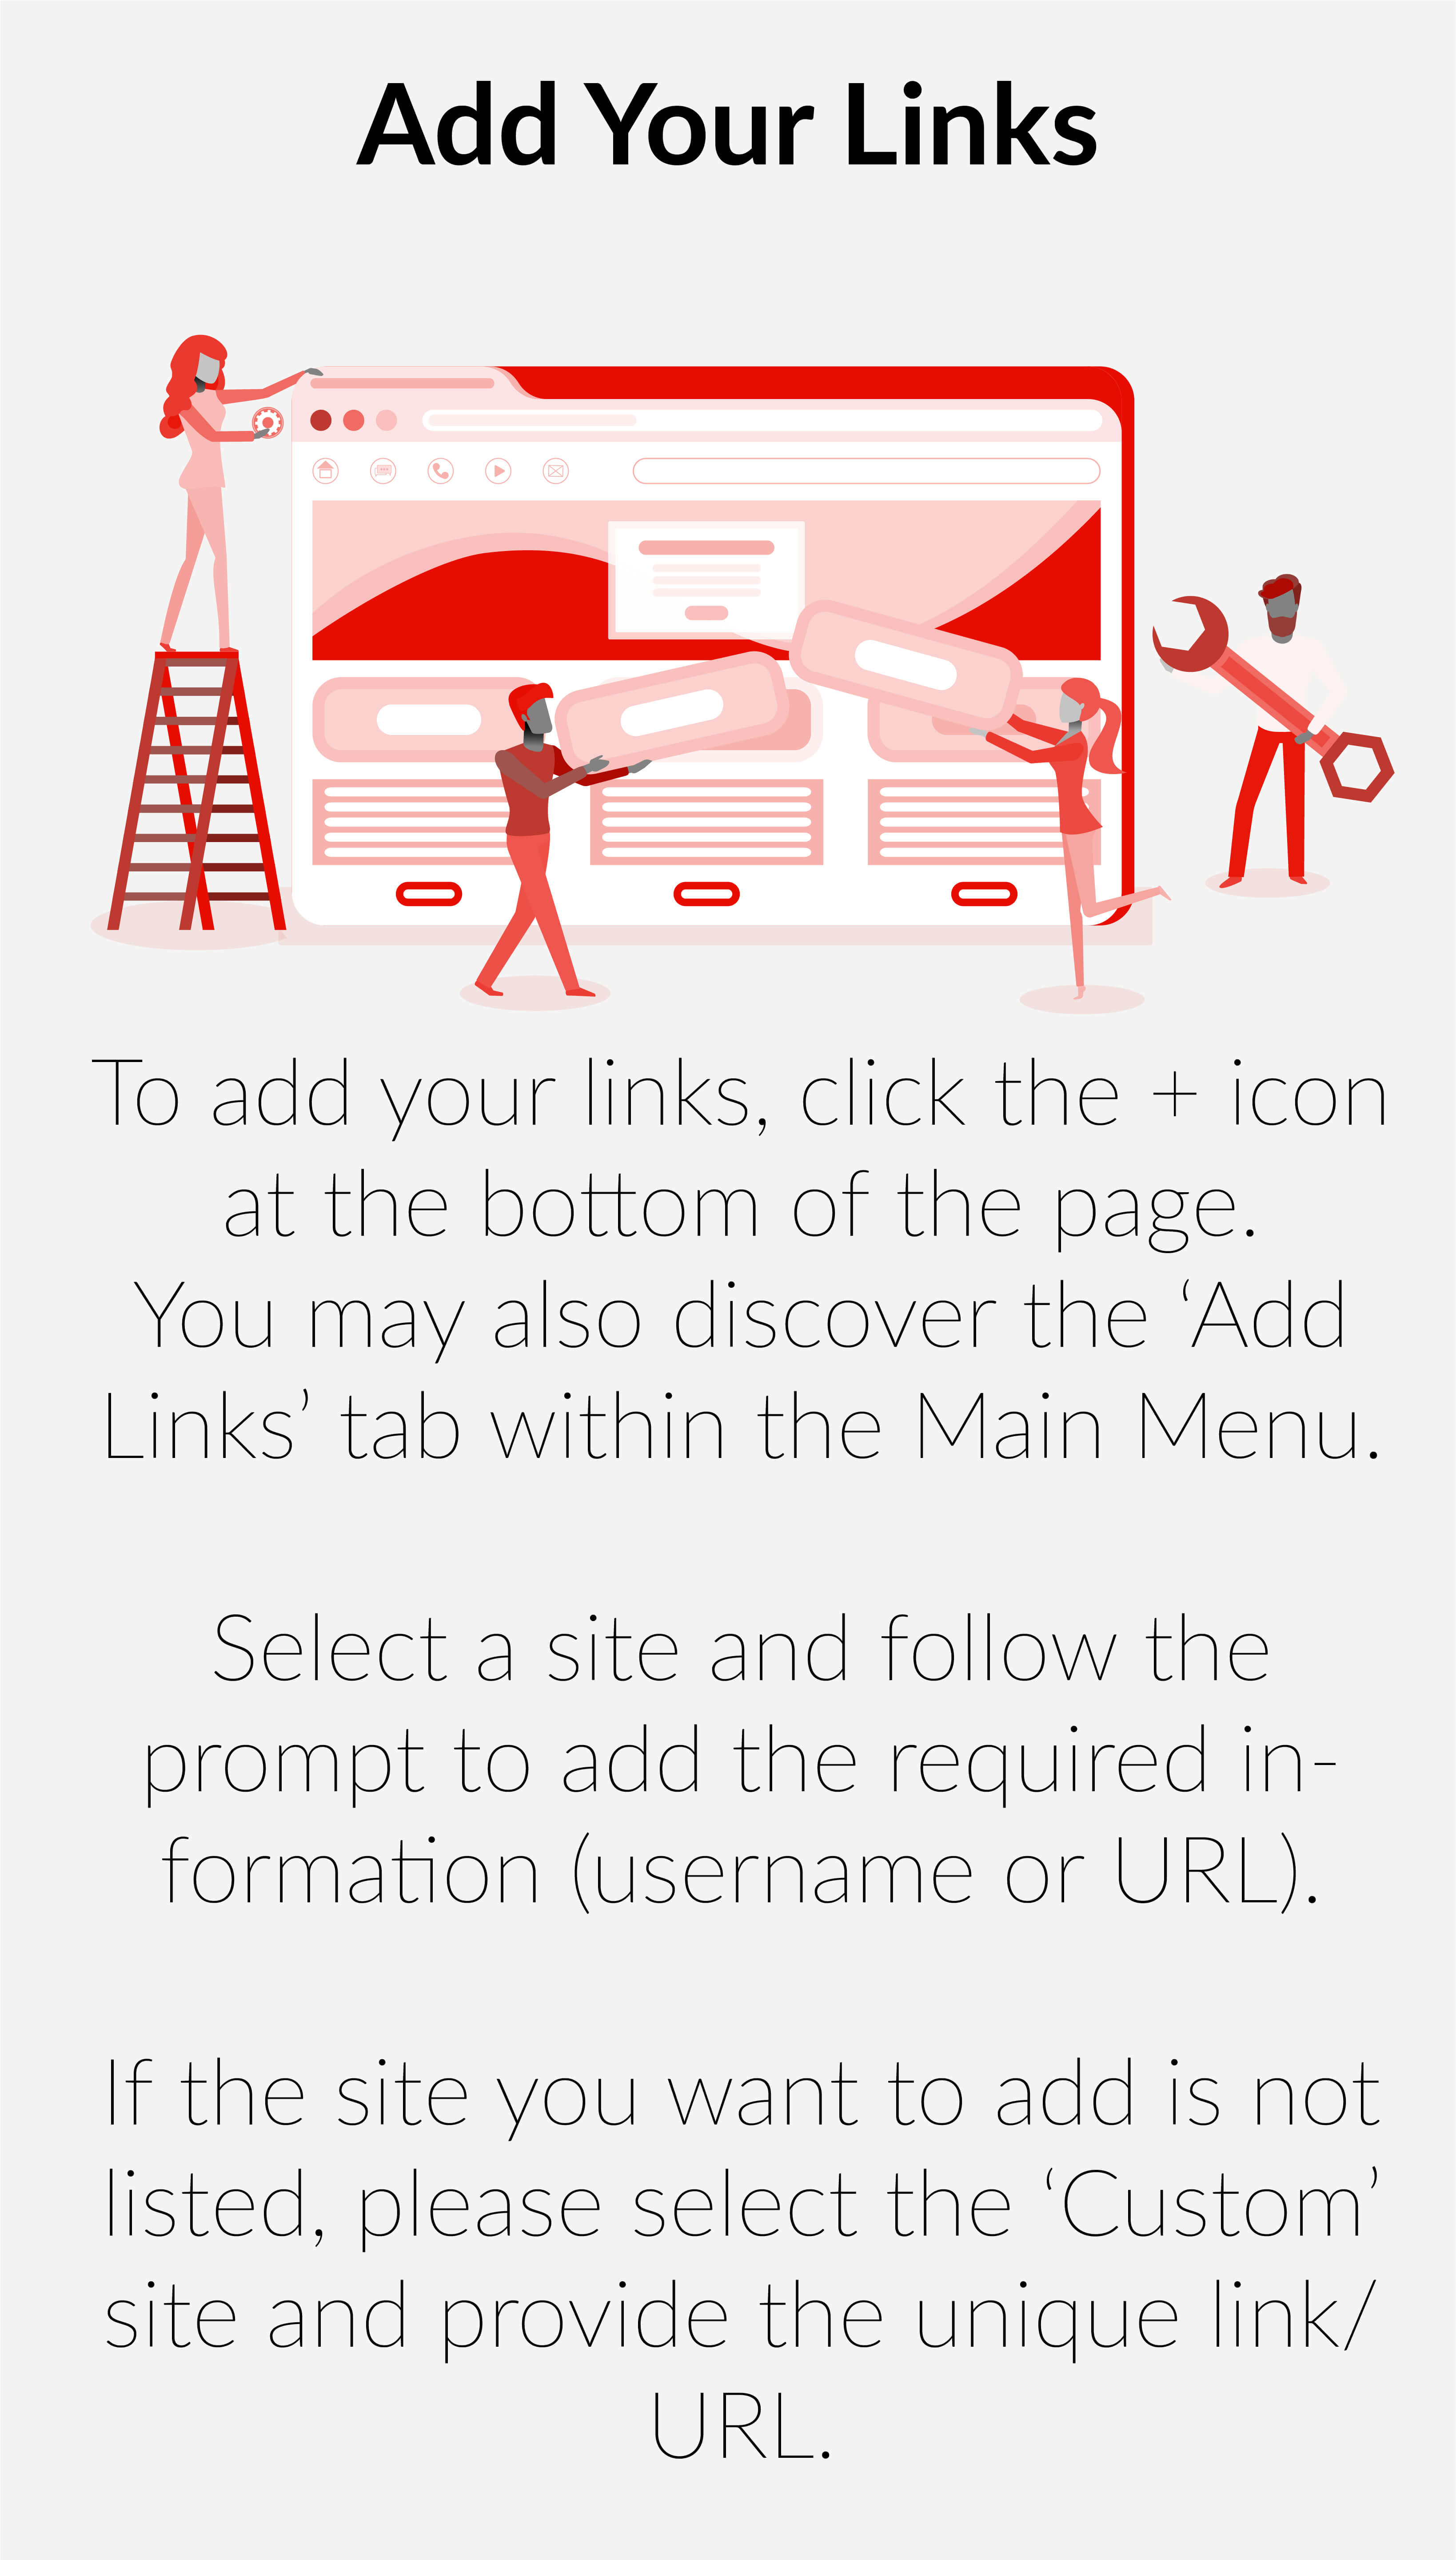 Add Your Links
To add your links, click the + icon
at the bottom of the page.
You may also discover the ‘Add
Links’ tab within the Main Menu.
Select a site and follow the
prompt to add the required in-
formation (username or URL).
If the site you want to add is not
listed, please select the ‘Custom’
site and provide the unique link/
URL.